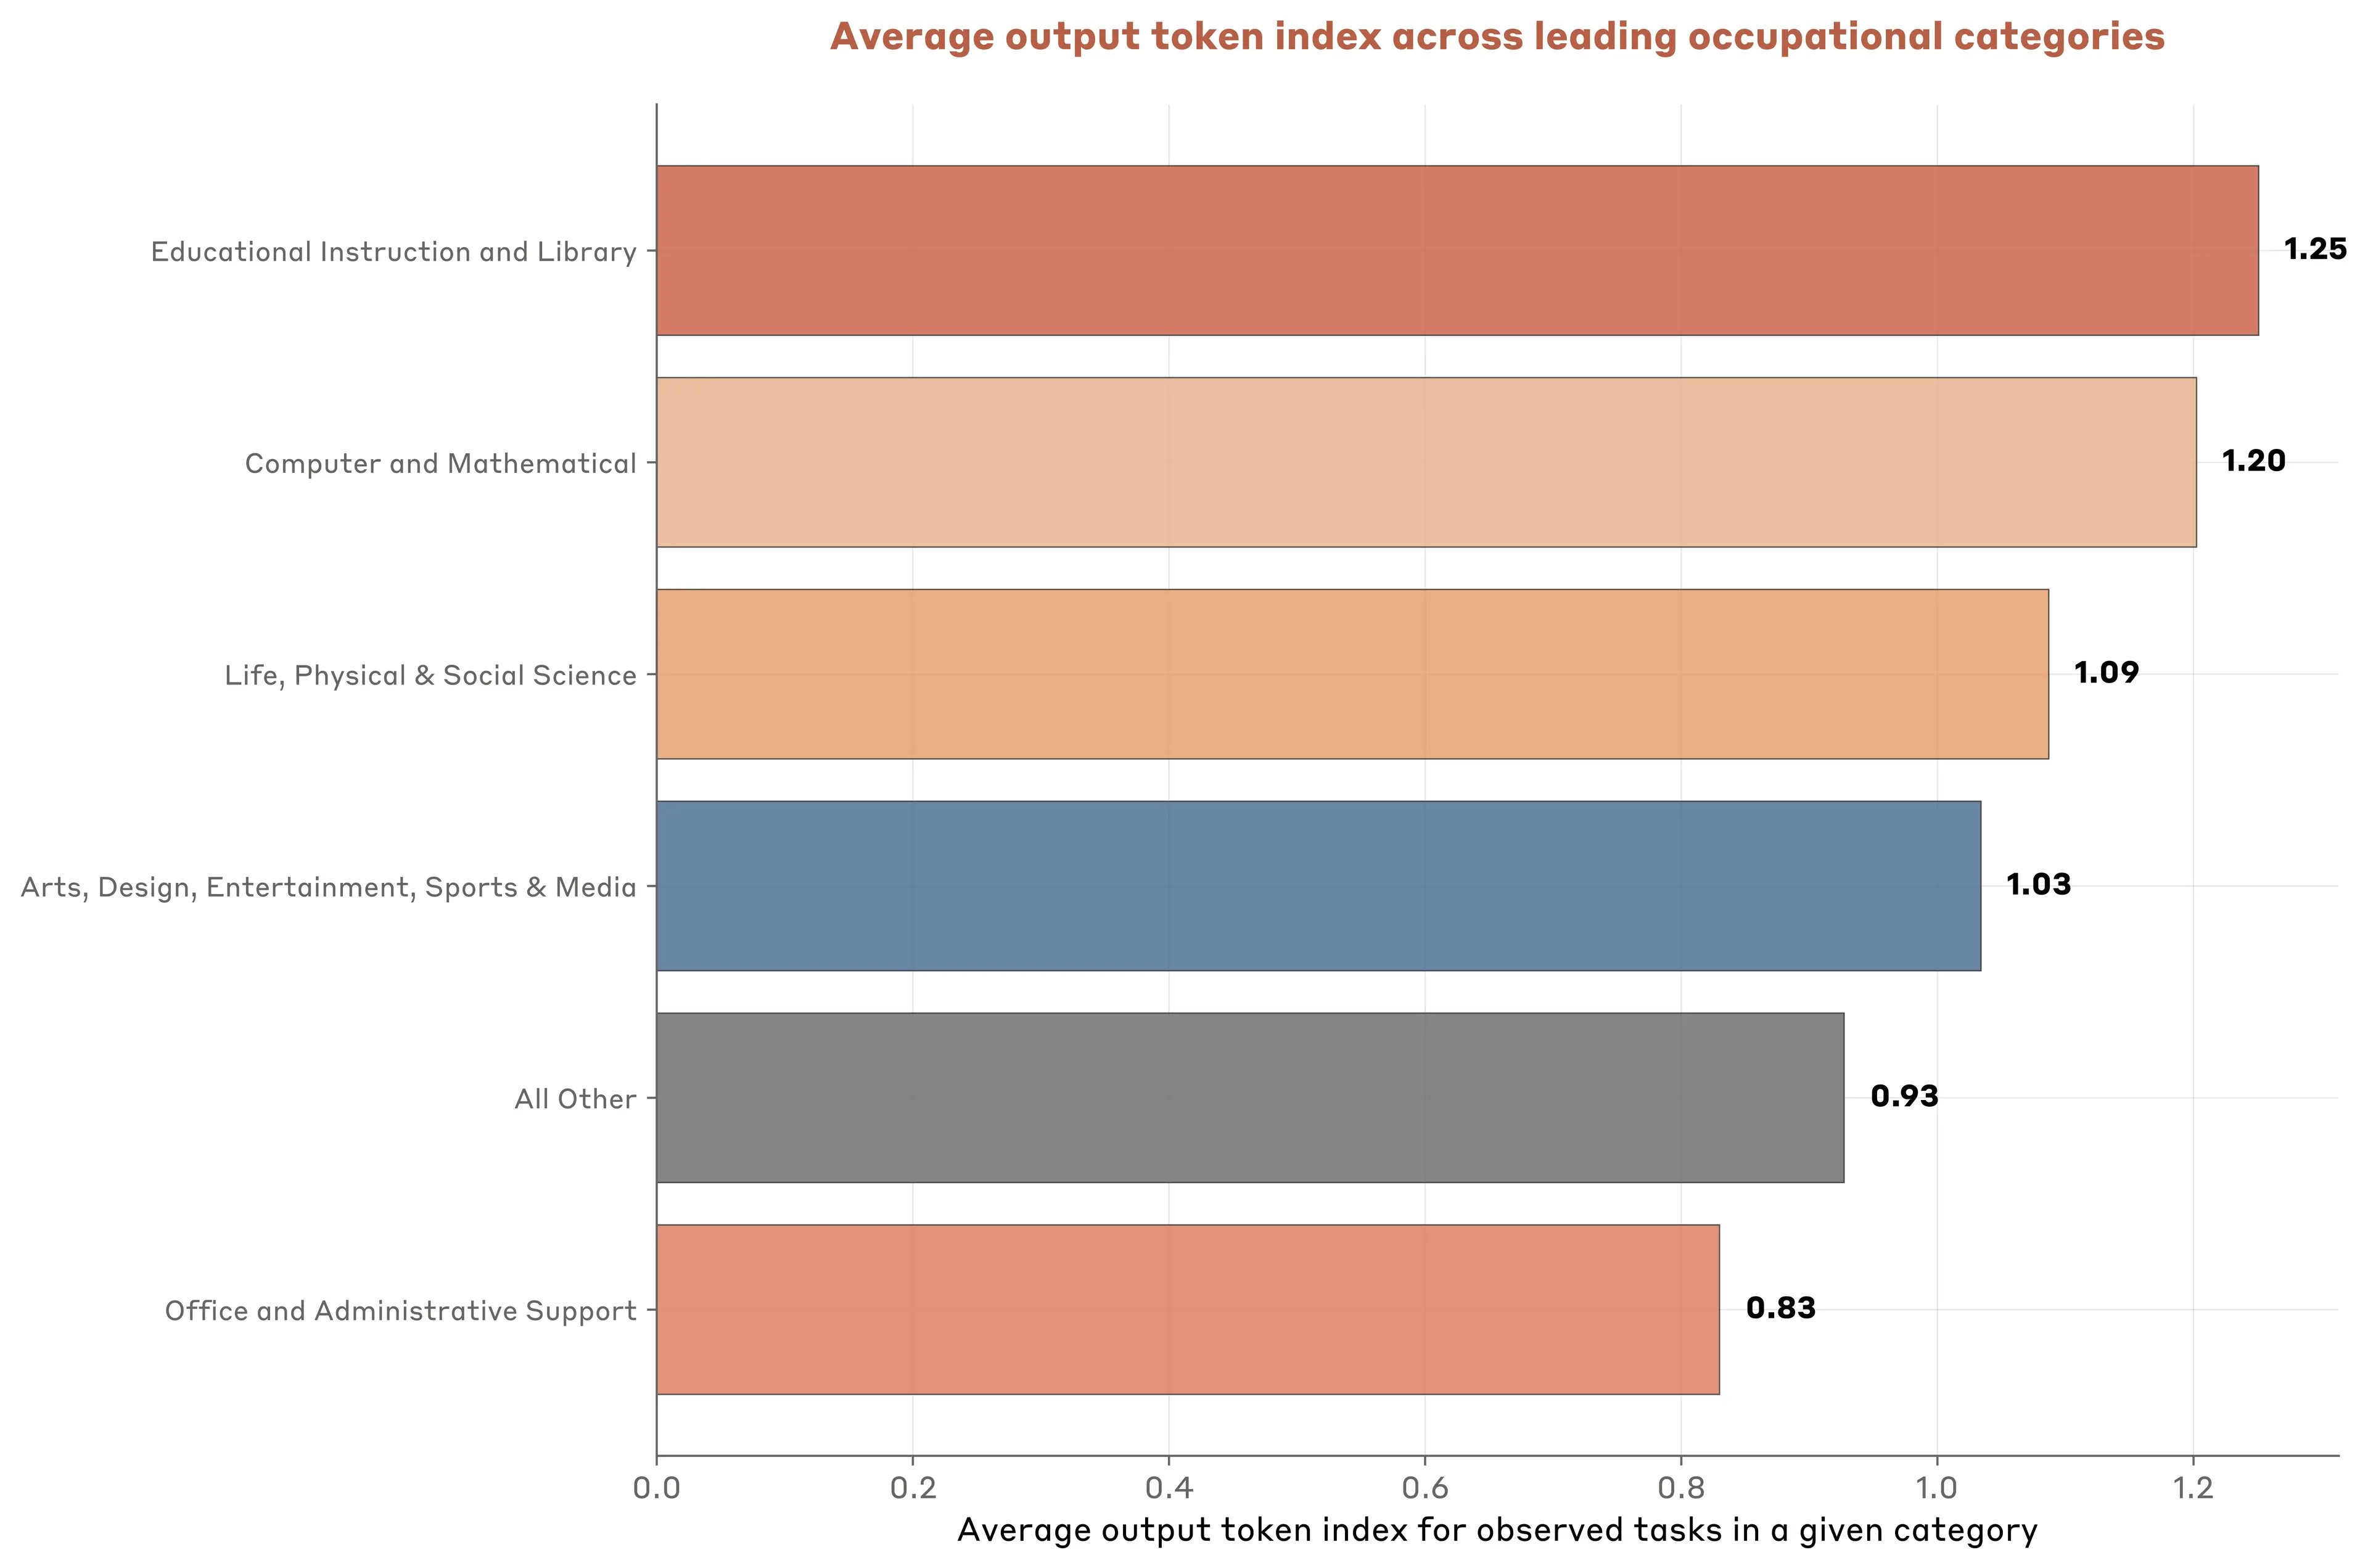 Average output token index across leading occupational categories
Educational Instruction and Library
1.25
Computer and Mathematical
1.20
Life, Physical & Social Science
1.09
Arts, Design, Entertainment, Sports & Media
1.03
All Other
0.93
Office and Administrative Support
0.83
0.0 0.2 0.4 0.6 0.8 1.0 1.2
Average output token index for observed tasks in a given category